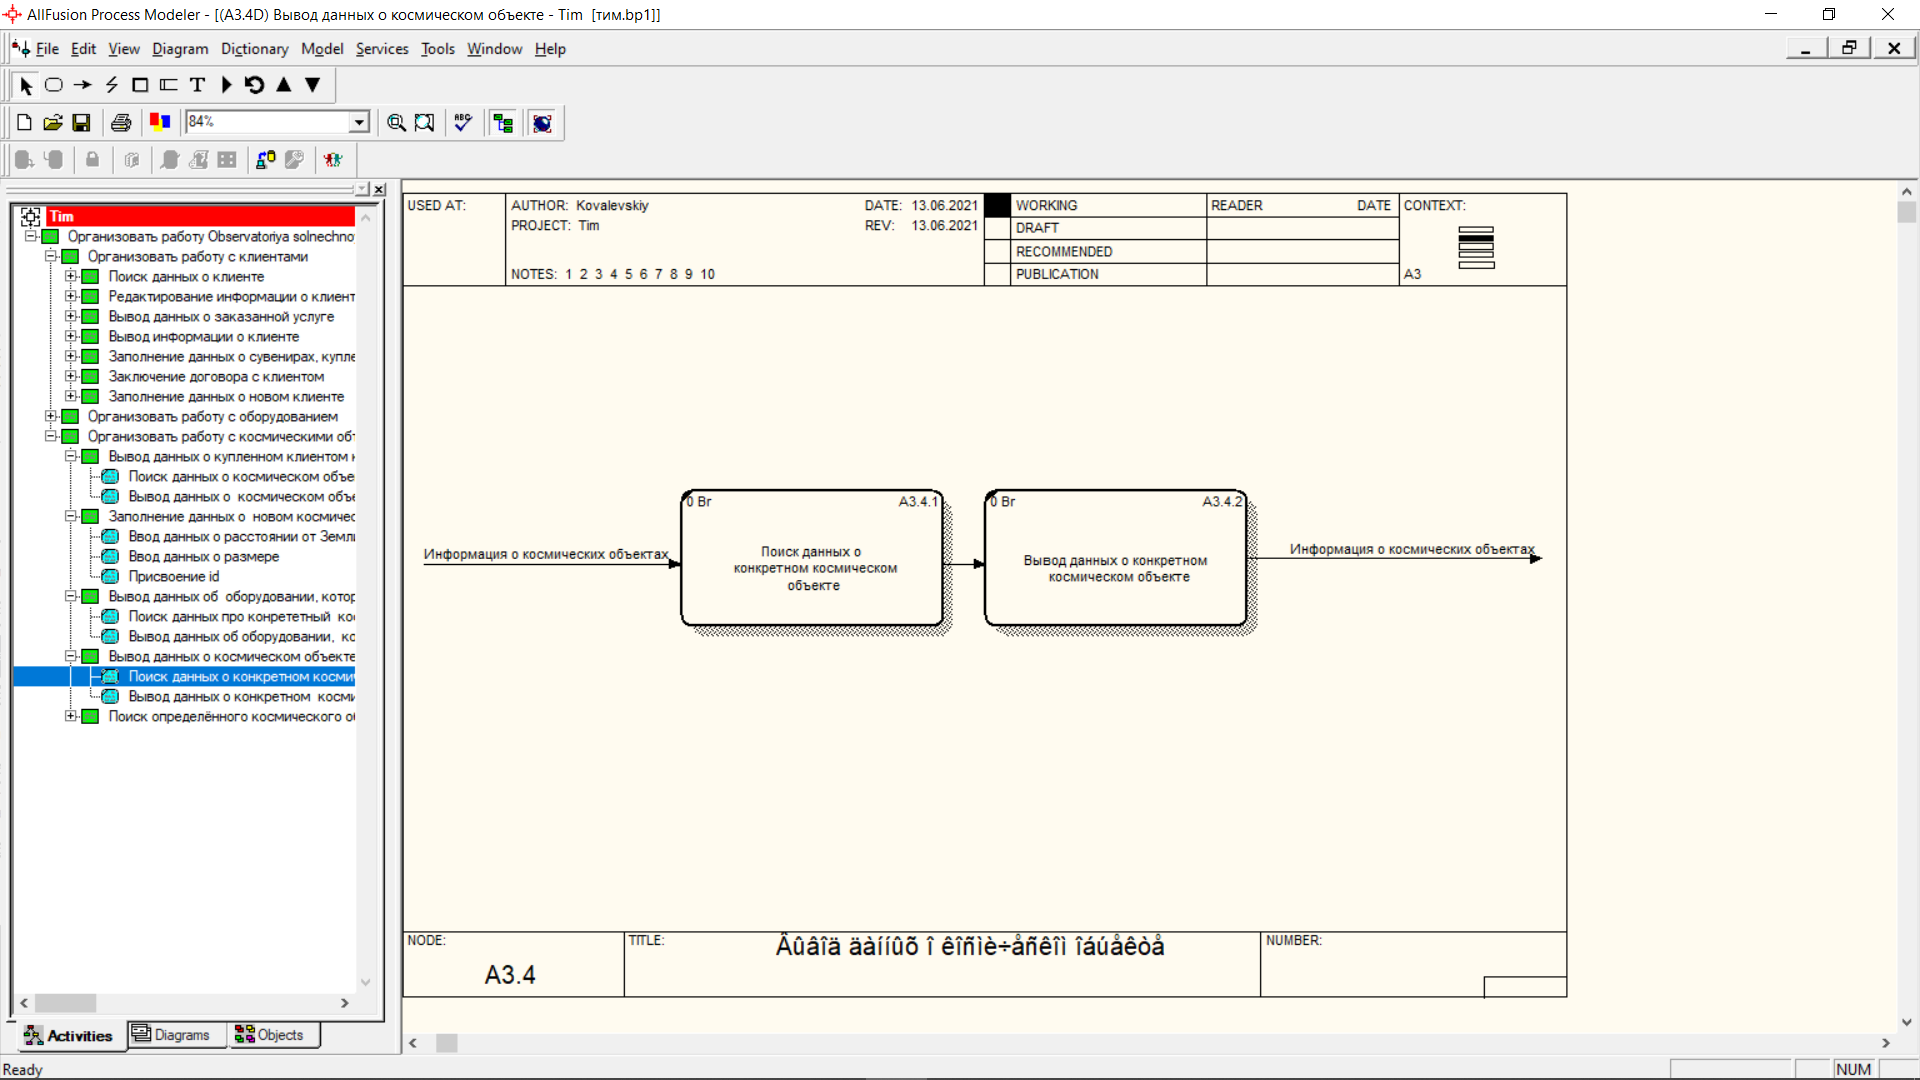 AllFusion Process Modeler - [(A3.4D) Вывод данных о космическом объекте - Tim  [тим.bp1]]
File Edit View Diagram Dictionary Model Services Tools Window Help
84%
ABC
Tim
Организовать работу Observatoriya solnechno
Организовать работу с клиентами
Поиск данных о клиенте
Редактирование информации о клиент
Вывод данных о заказанной услуге
Вывод информации о клиенте
Заполнение данных о сувенирах, купле
Заключение договора с клиентом
Заполнение данных о новом клиенте
Организовать работу с оборудованием
Организовать работу с космическими об
Вывод данных о купленном клиентом
Поиск данных о космическом объе
Вывод данных о  космическом объе
Заполнение данных о  новом космичес
Ввод данных о расстоянии от Земл
Ввод данных о размере
Присвоение id
Вывод данных об  оборудовании, котор
Поиск данных про конрететный  ко
Вывод данных об оборудовании,  ко
Вывод данных о космическом объекте
Поиск данных о конкретном косми
Вывод данных о конкретном  косми
Поиск определённого космического о
Activities Diagrams Objects
USED AT:
AUTHOR: Kovalevskiy
PROJECT: Tim
NOTES: 1 2 3 4 5 6 7 8 9 10
DATE: 13.06.2021
REV: 13.06.2021
WORKING
DRAFT
RECOMMENDED
PUBLICATION
READER DATE
CONTEXT:
A3
Информация о космических объектах
0 Br A3.4.1
Поиск данных о
конкретном космическом
объекте
0 Br A3.4.2
Вывод данных о конкретном
космическом объекте
Информация о космических объектах
NODE:
A3.4
TITLE:
Âûâîä äàííûõ î êîñìè÷åñêîì îáúåêòå
NUMBER:
Ready
NUM